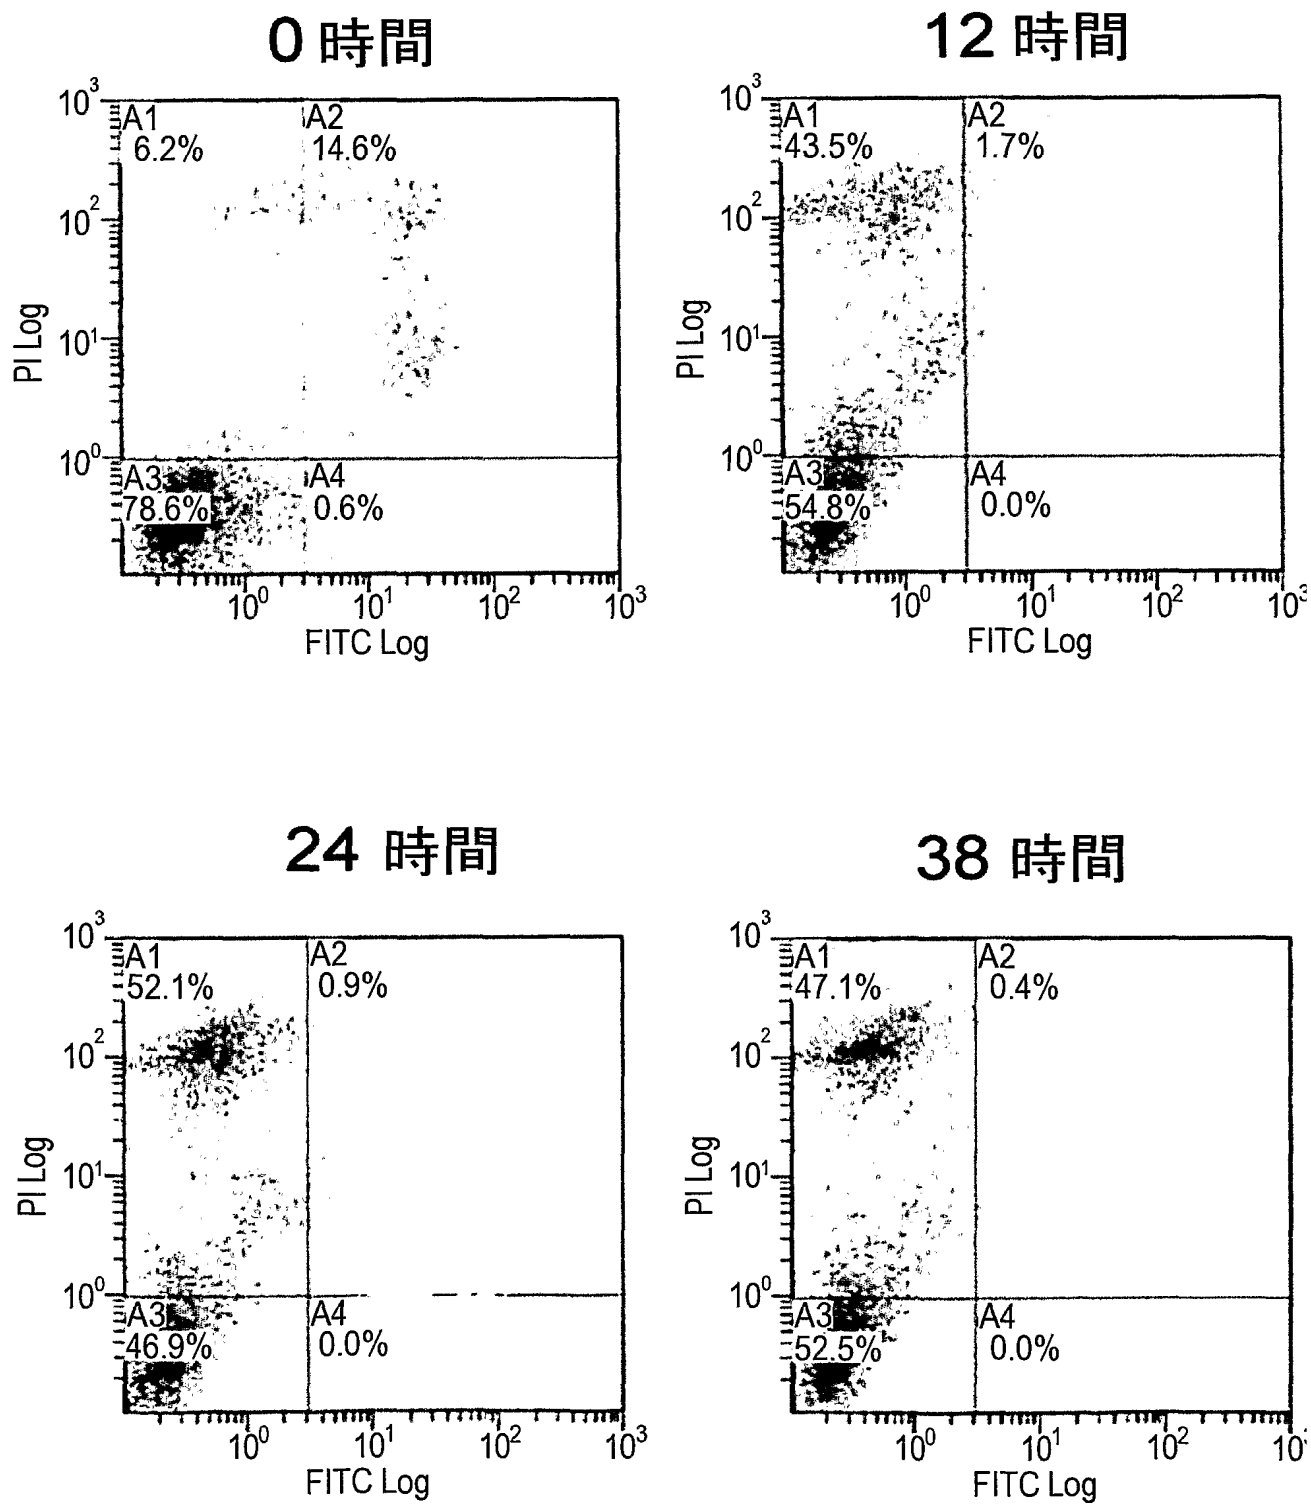 0 時間
10³
A1
A2
6.2%
14.6%
10²
PI Log
10¹
10⁰
A3
A4
78.6%
0.6%
10⁰
10¹
10²
10³
FITC Log
12 時間
10³
A1
A2
43.5%
1.7%
10²
PI Log
10¹
10⁰
A3
A4
54.8%
0.0%
10⁰
10¹
10²
10³
FITC Log
24 時間
10³
A1
A2
52.1%
0.9%
10²
PI Log
10¹
10⁰
A3
A4
46.9%
0.0%
10⁰
10¹
10²
10³
FITC Log
38 時間
10³
A1
A2
47.1%
0.4%
10²
PI Log
10¹
10⁰
A3
A4
52.5%
0.0%
10⁰
10¹
10²
10³
FITC Log